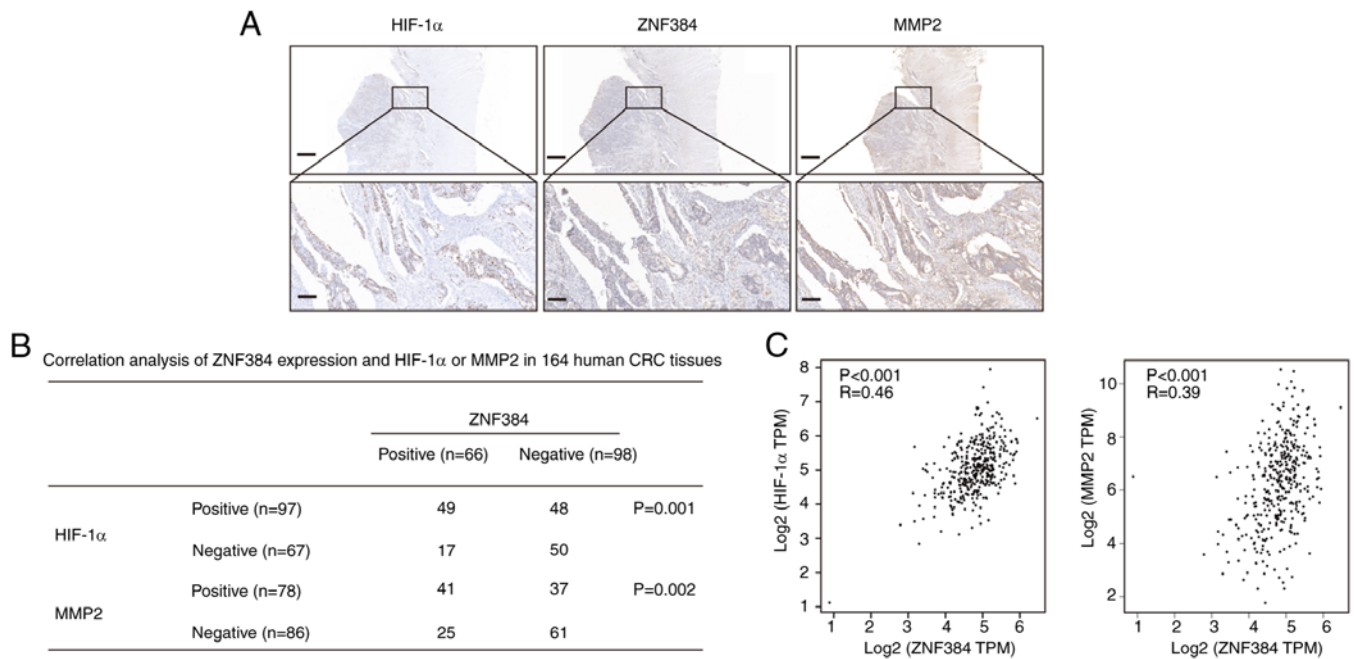 A
HIF-1α ZNF384 MMP2
B
Correlation analysis of ZNF384 expression and HIF-1α or MMP2 in 164 human CRC tissues
ZNF384
Positive (n=66) Negative (n=98)
HIF-1α
Positive (n=97) 49 48 P=0.001
Negative (n=67) 17 50
MMP2
Positive (n=78) 41 37 P=0.002
Negative (n=86) 25 61
C
P<0.001
R=0.46
Log2 (HIF-1α TPM)
8
7
6
5
4
3
2
1
1 2 3 4 5 6
Log2 (ZNF384 TPM)
P<0.001
R=0.39
Log2 (MMP2 TPM)
10
8
6
4
2
1 2 3 4 5 6
Log2 (ZNF384 TPM)